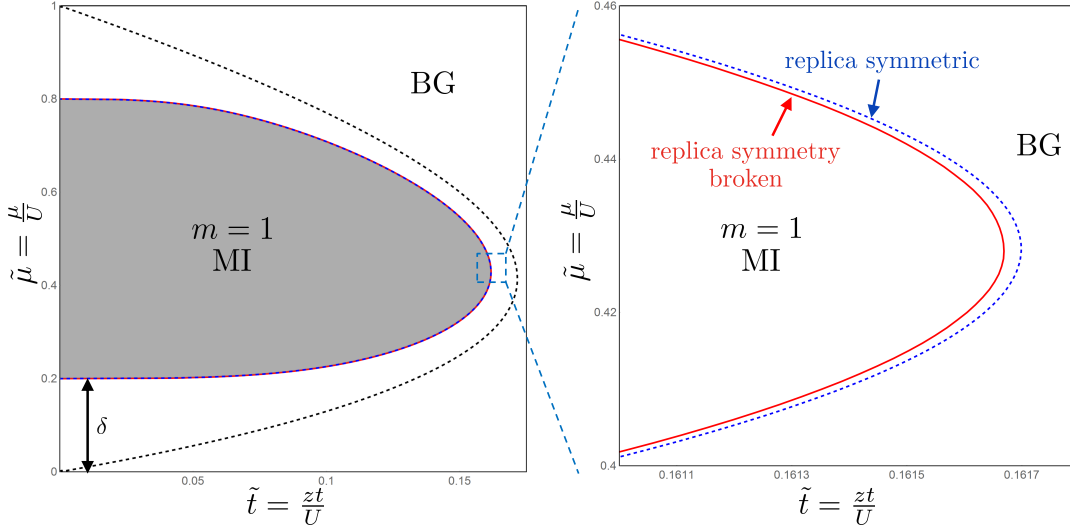 1
0.8
0.6
0.4
0.2
0
μ̃ = μ/U
BG
m = 1
MI
δ
0.05
0.1
0.15
t̃ = zt/U
0.46
0.44
0.42
0.4
μ̃ = μ/U
replica symmetric
replica symmetry
broken
BG
m = 1
MI
0.1611
0.1613
0.1615
0.1617
t̃ = zt/U